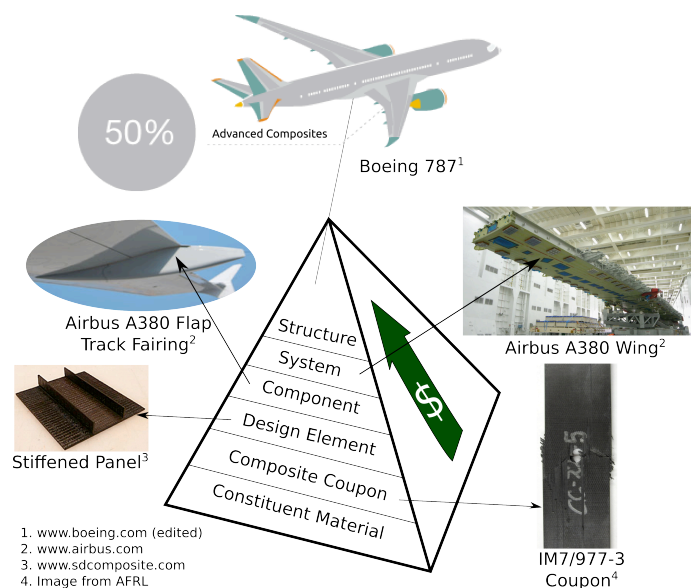 50%
Advanced Composites
Boeing 787¹
Airbus A380 Flap
Track Fairing²
Airbus A380 Wing²
Structure
System
Component
Design Element
Composite Coupon
Constituent Material
$
Stiffened Panel³
IM7/977-3
Coupon⁴
1. www.boeing.com (edited)
2. www.airbus.com
3. www.sdcomposite.com
4. Image from AFRL